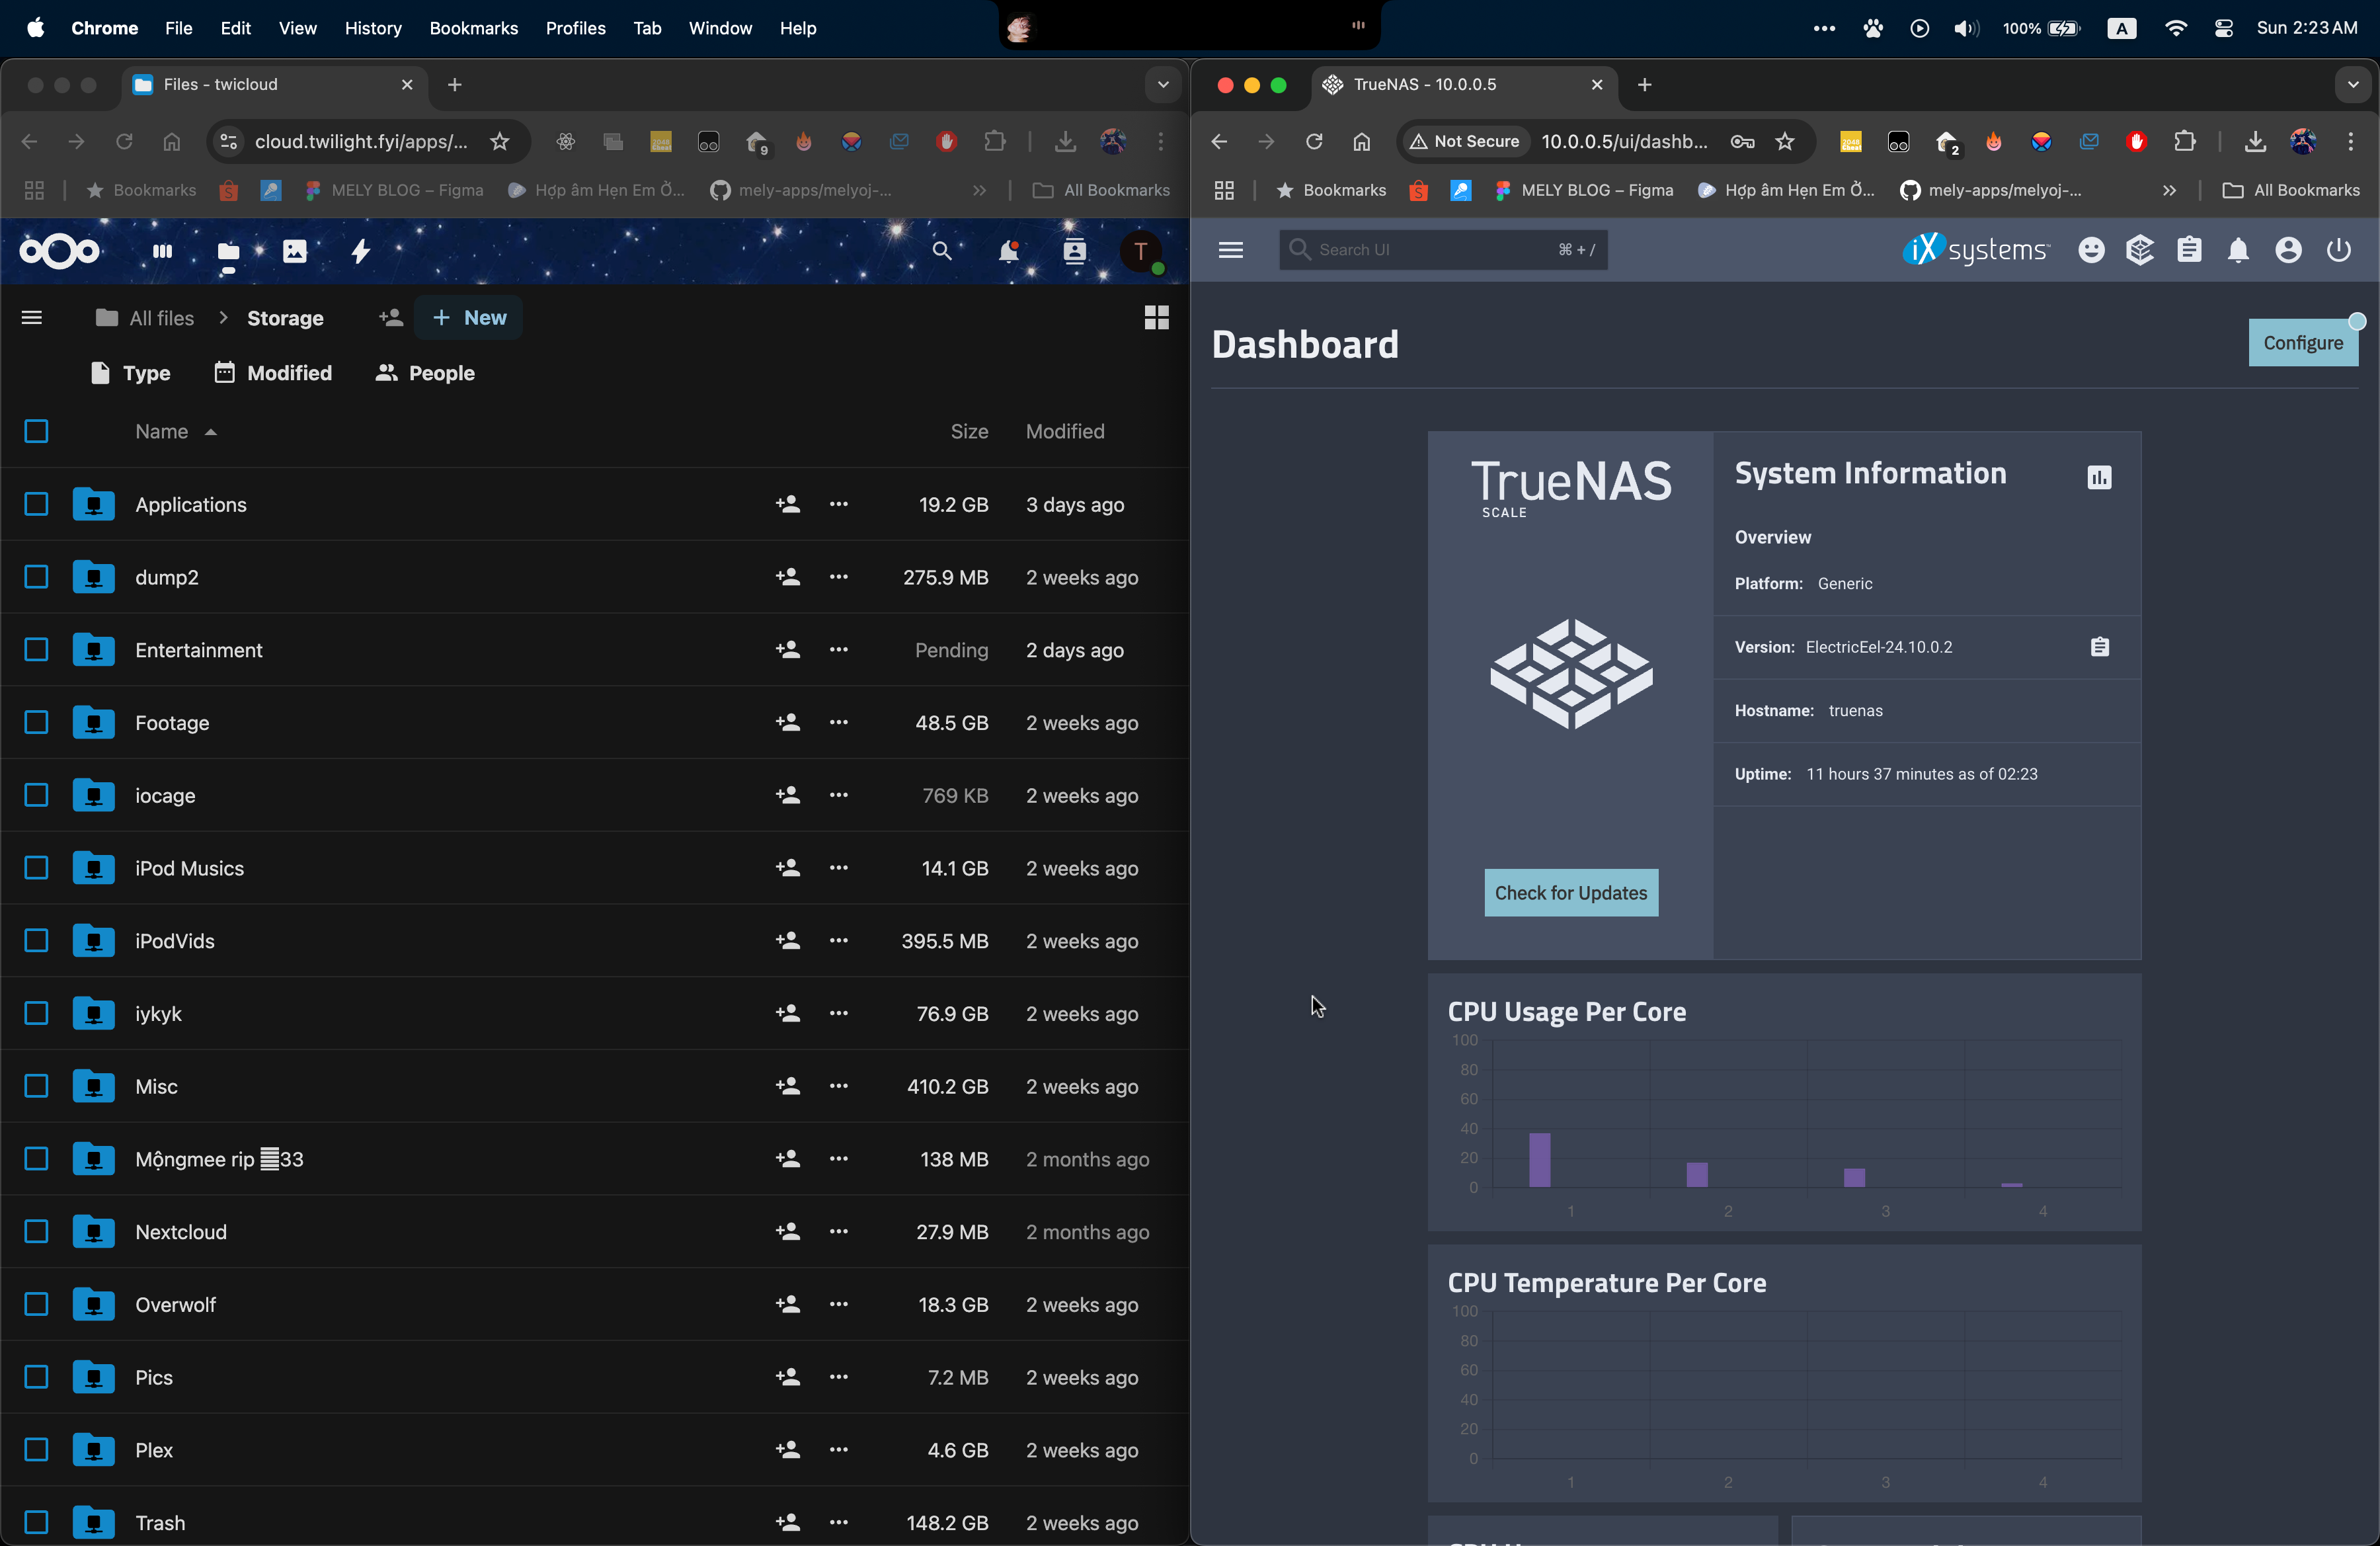 Chrome File Edit View History Bookmarks Profiles Tab Window Help
100% A Sun 2:23 AM
Files - twicloud
cloud.twilight.fyi/apps/...
9
Bookmarks MELY BLOG – Figma Hợp âm Hẹn Em Ở... mely-apps/melyoj-... All Bookmarks
T
All files > Storage + New
Type Modified People
Name Size Modified
Applications 19.2 GB 3 days ago
dump2 275.9 MB 2 weeks ago
Entertainment Pending 2 days ago
Footage 48.5 GB 2 weeks ago
iocage 769 KB 2 weeks ago
iPod Musics 14.1 GB 2 weeks ago
iPodVids 395.5 MB 2 weeks ago
iykyk 76.9 GB 2 weeks ago
Misc 410.2 GB 2 weeks ago
Mộngmee rip 33 138 MB 2 months ago
Nextcloud 27.9 MB 2 months ago
Overwolf 18.3 GB 2 weeks ago
Pics 7.2 MB 2 weeks ago
Plex 4.6 GB 2 weeks ago
Trash 148.2 GB 2 weeks ago
TrueNAS - 10.0.0.5
Not Secure 10.0.0.5/ui/dashb...
2
Bookmarks MELY BLOG – Figma Hợp âm Hẹn Em Ở... mely-apps/melyoj-... All Bookmarks
Search UI ⌘ + /
iXsystems
Dashboard
Configure
TrueNAS
SCALE
Check for Updates
System Information
Overview
Platform: Generic
Version: ElectricEel-24.10.0.2
Hostname: truenas
Uptime: 11 hours 37 minutes as of 02:23
CPU Usage Per Core
100
80
60
40
20
0
1 2 3 4
CPU Temperature Per Core
100
80
60
40
20
0
1 2 3 4